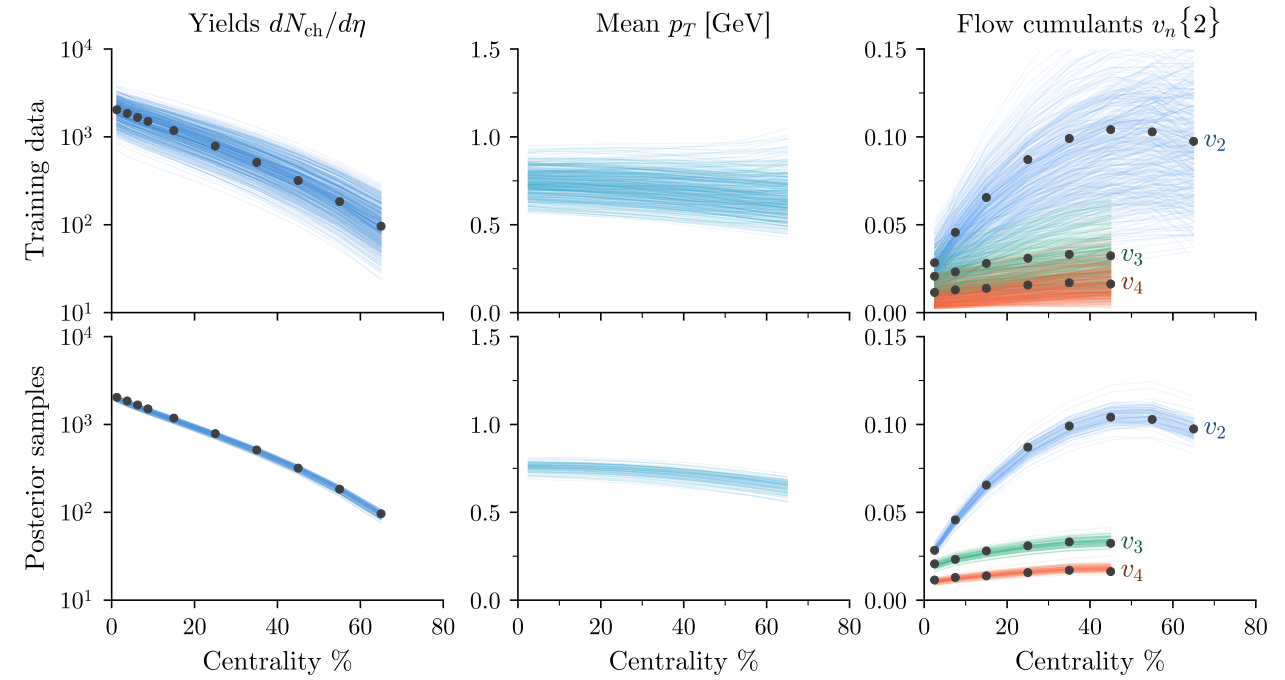 Yields dN_ch/dη
Mean p_T [GeV]
Flow cumulants v_n{2}
Training data
10^4
10^3
10^2
10^1
1.5
1.0
0.5
0.0
0.15
0.10
0.05
0.00
v_2
v_3
v_4
Posterior samples
10^4
10^3
10^2
10^1
0 20 40 60 80
Centrality %
1.5
1.0
0.5
0.0
0 20 40 60 80
Centrality %
0.15
0.10
0.05
0.00
v_2
v_3
v_4
0 20 40 60 80
Centrality %